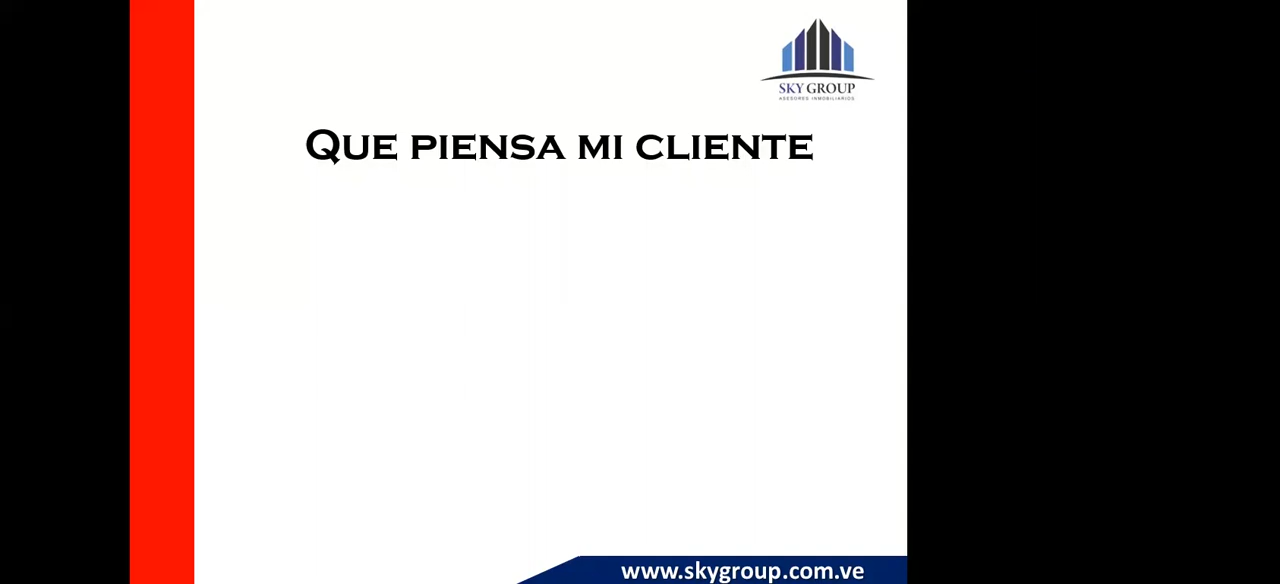 SKY GROUP
ASESORES INMOBILIARIOS
QUE PIENSA MI CLIENTE
www.skygroup.com.ve